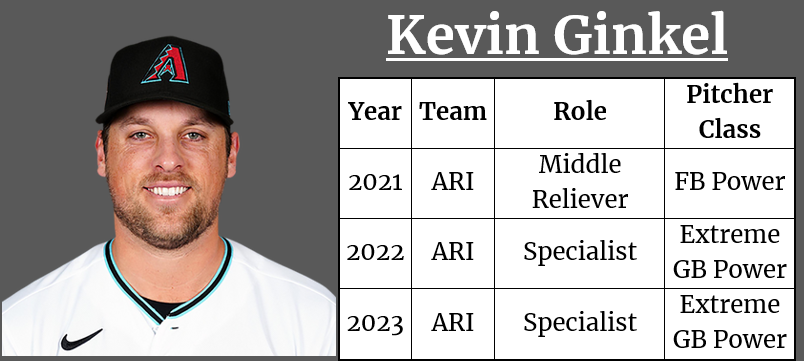 Kevin Ginkel
Year Team Role Pitcher Class
2021 ARI Middle Reliever FB Power
2022 ARI Specialist Extreme GB Power
2023 ARI Specialist Extreme GB Power